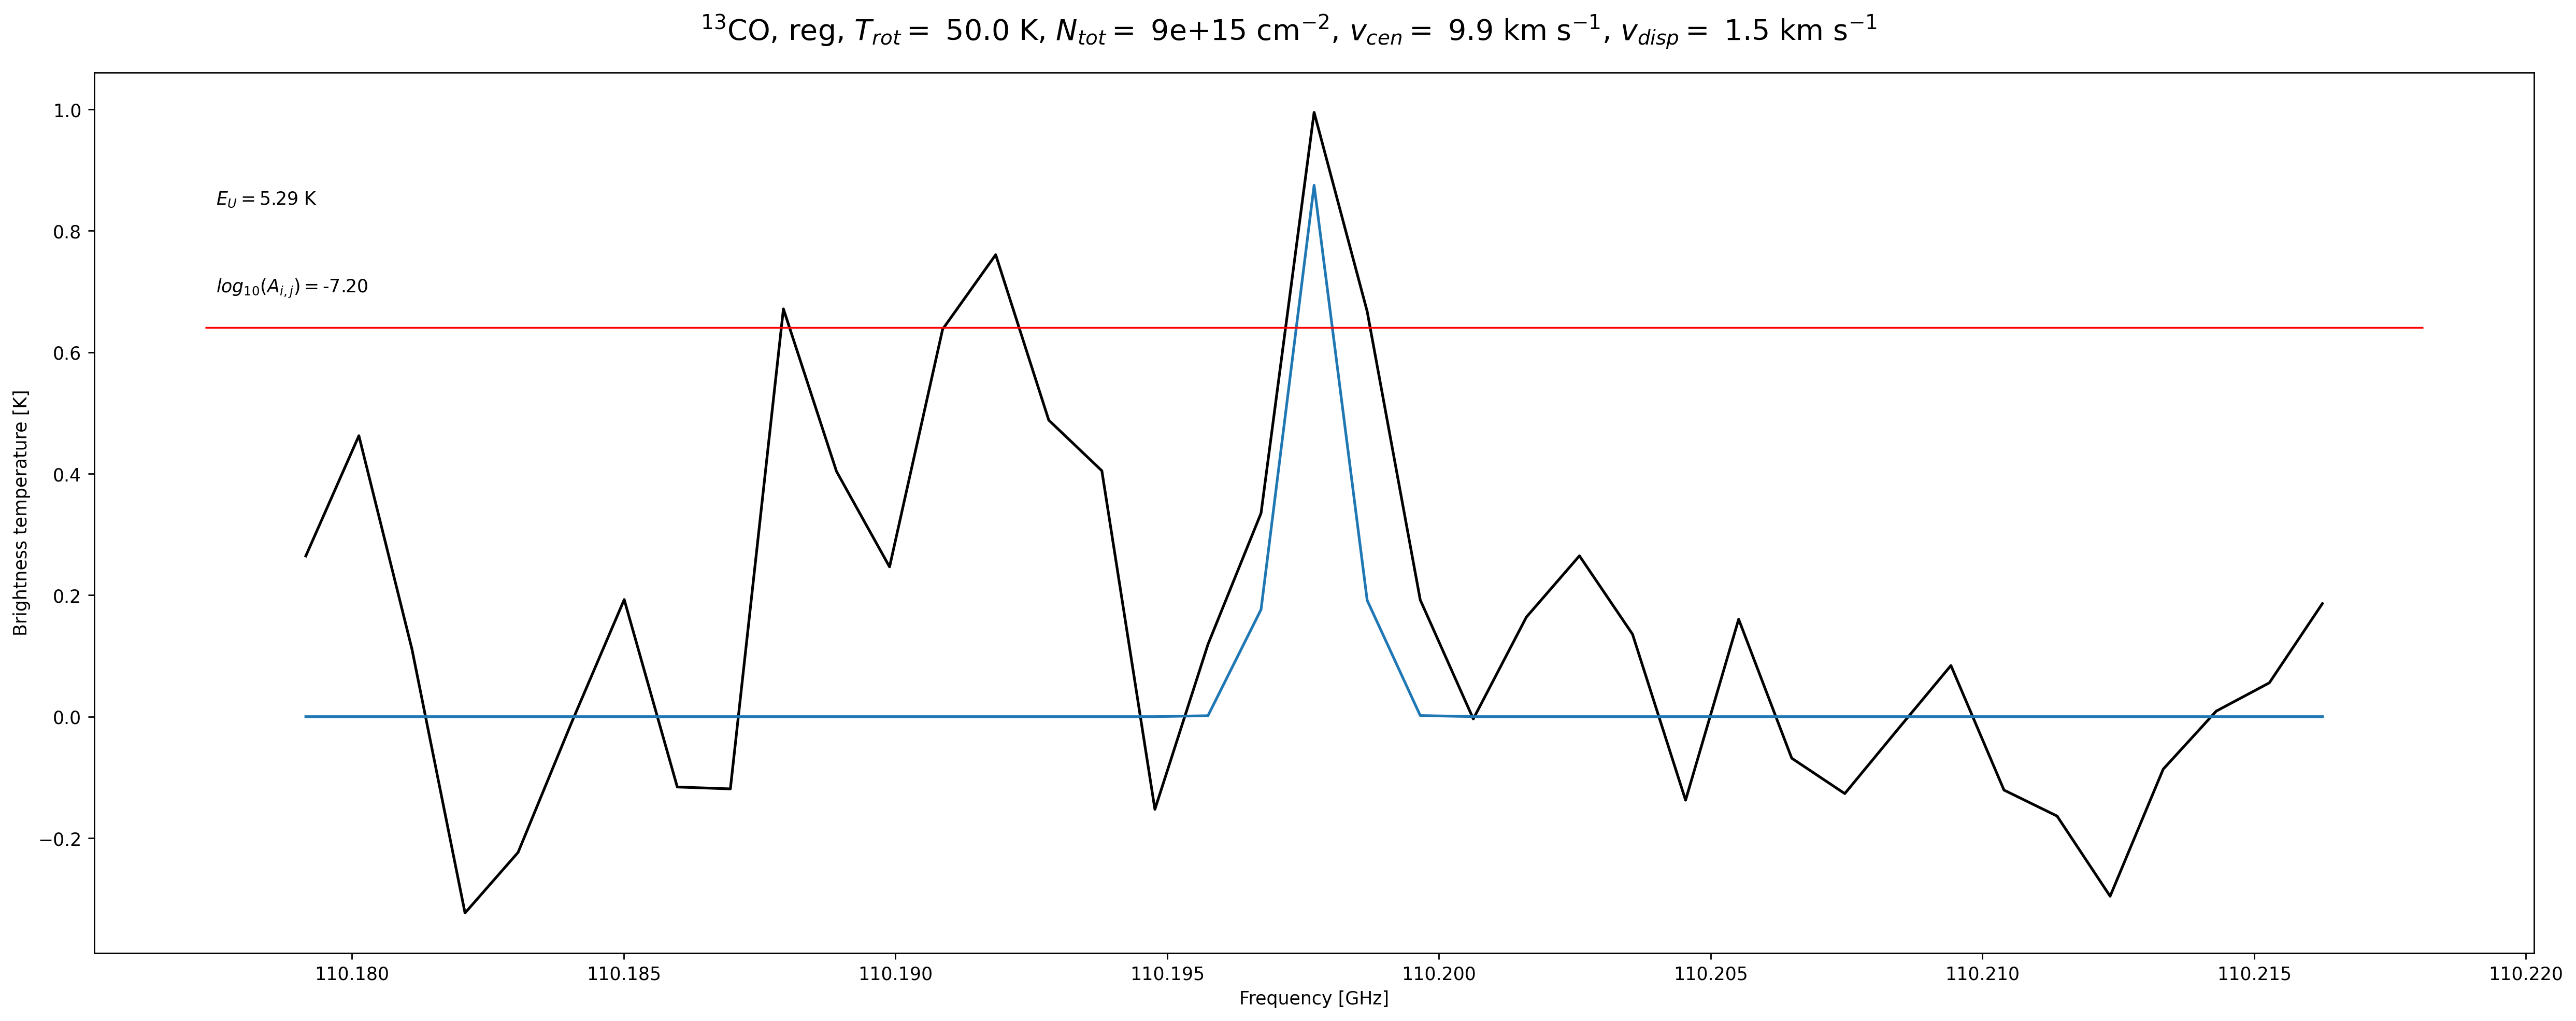 ¹³CO, reg, T_rot = 50.0 K, N_tot = 9e+15 cm⁻², v_cen = 9.9 km s⁻¹, v_disp = 1.5 km s⁻¹
1.0
0.8
0.6
0.4
0.2
0.0
−0.2
Brightness temperature [K]
E_U = 5.29 K
log₁₀(A_i,j) = -7.20
110.180 110.185 110.190 110.195 110.200 110.205 110.210 110.215 110.220
Frequency [GHz]